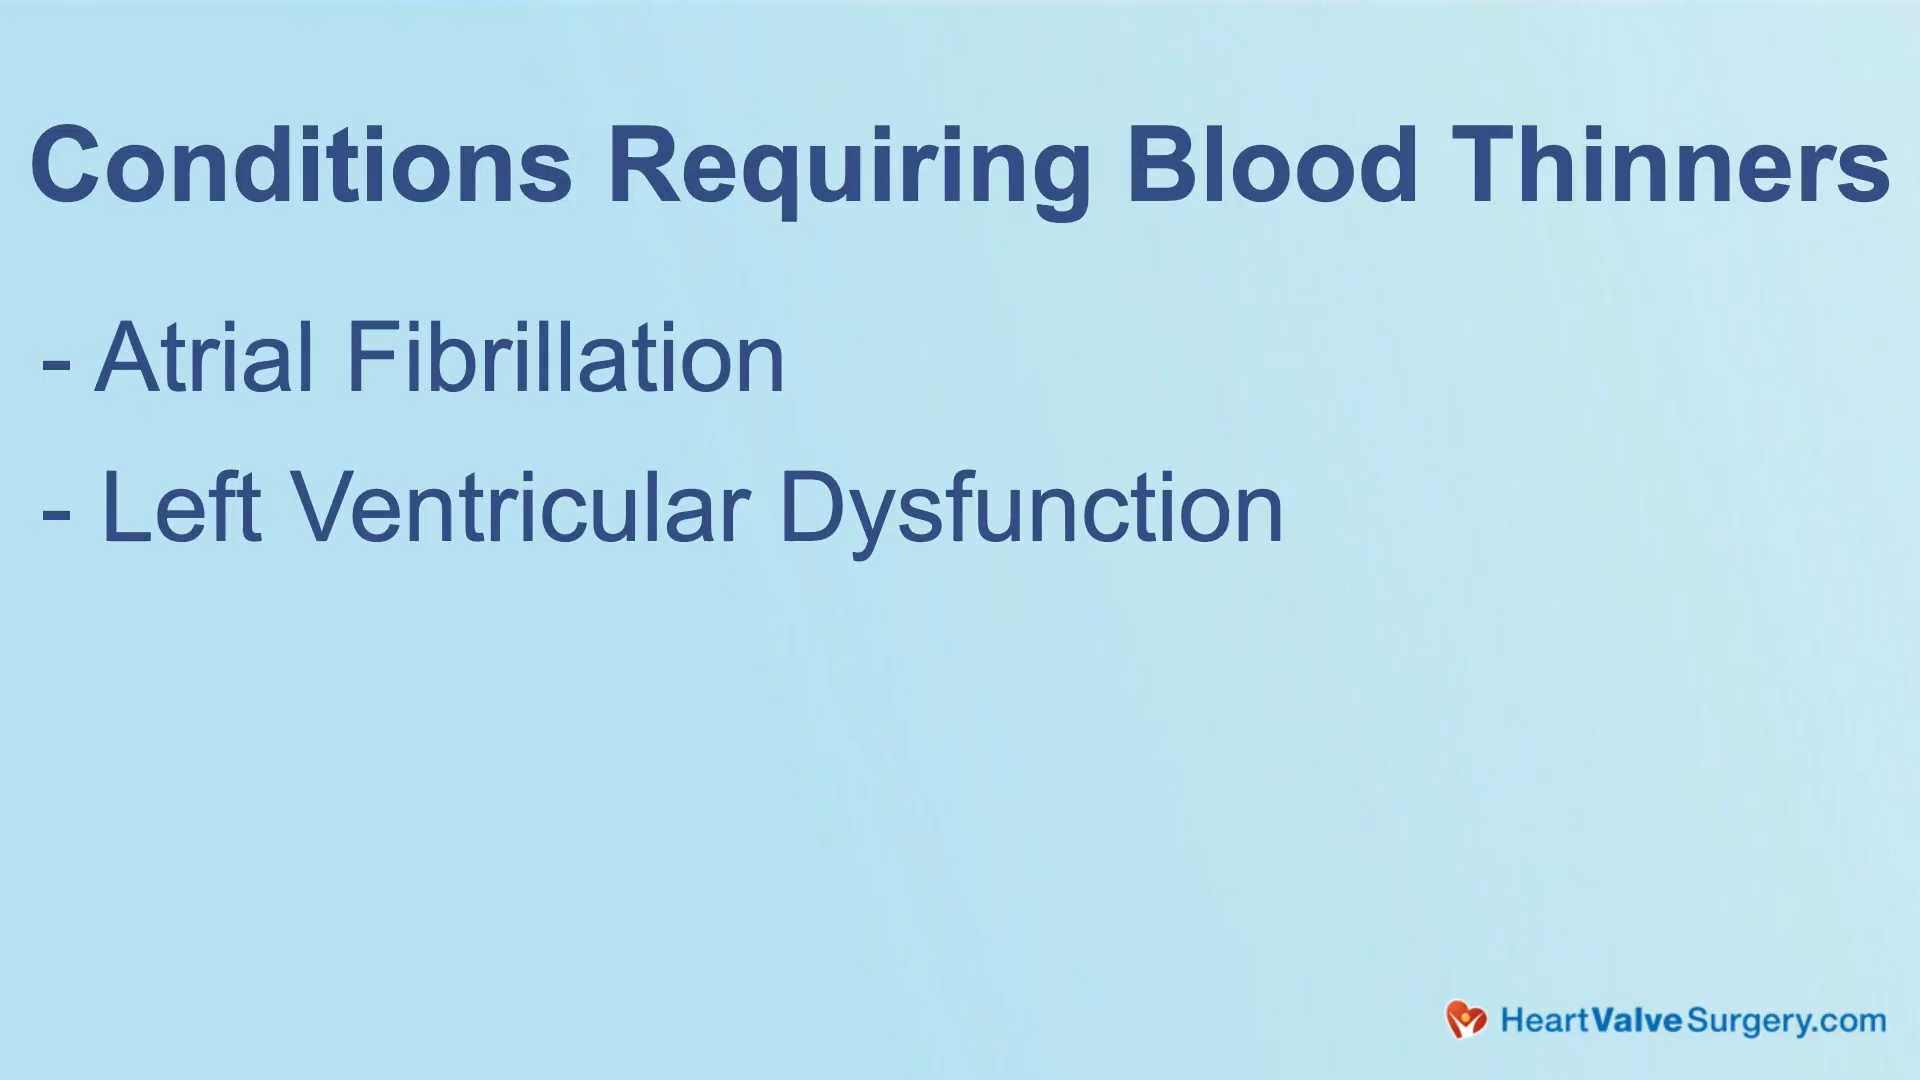 Conditions Requiring Blood Thinners
- Atrial Fibrillation
- Left Ventricular Dysfunction
HeartValveSurgery.com